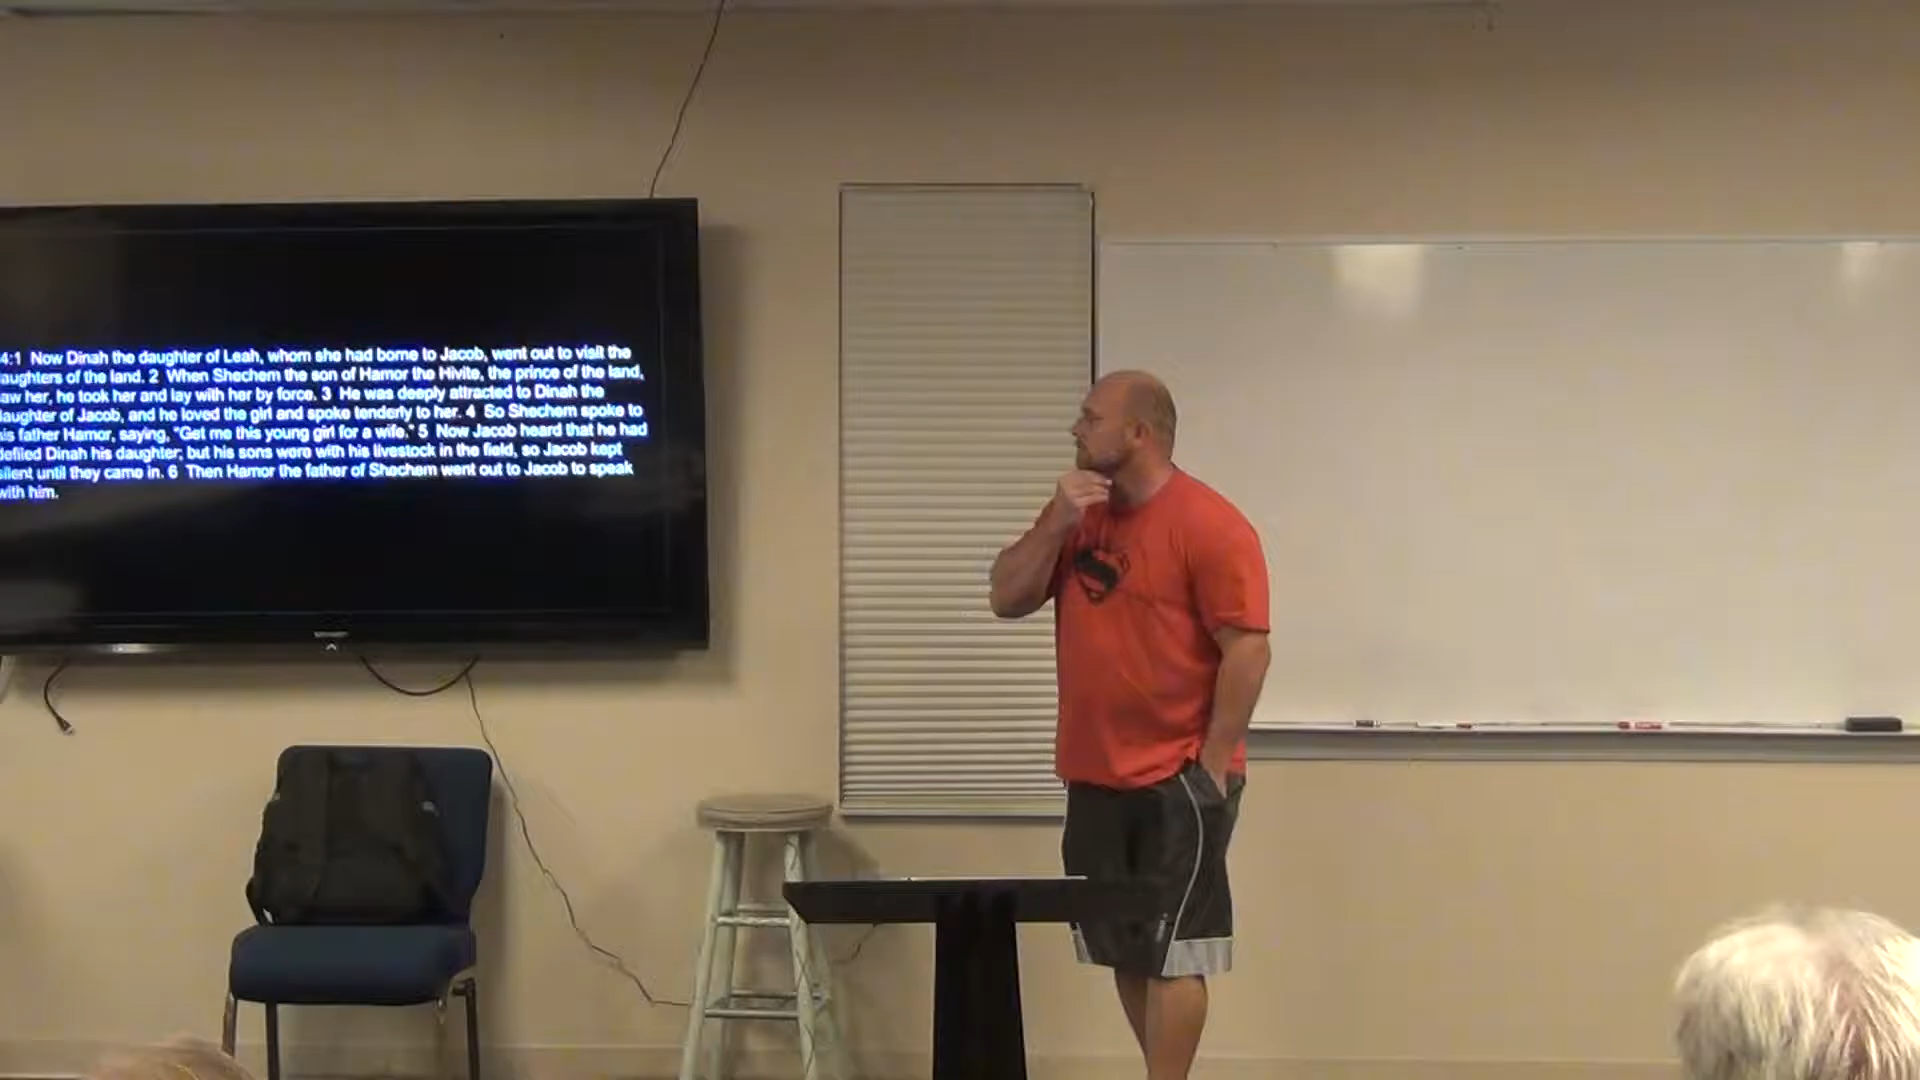 4:1 Now Dinah the daughter of Leah, whom she had borne to Jacob, went out to visit the
aughters of the land. 2 When Shechem the son of Hamor the Hivite, the prince of the land,
aw her, he took her and lay with her by force. 3 He was deeply attracted to Dinah the
daughter of Jacob, and he loved the girl and spoke tenderly to her. 4 So Shechem spoke to
is father Hamor, saying, "Get me this young girl for a wife." 5 Now Jacob heard that he had
defiled Dinah his daughter; but his sons were with his livestock in the field, so Jacob kept
silent until they came in. 6 Then Hamor the father of Shechem went out to Jacob to speak
with him.